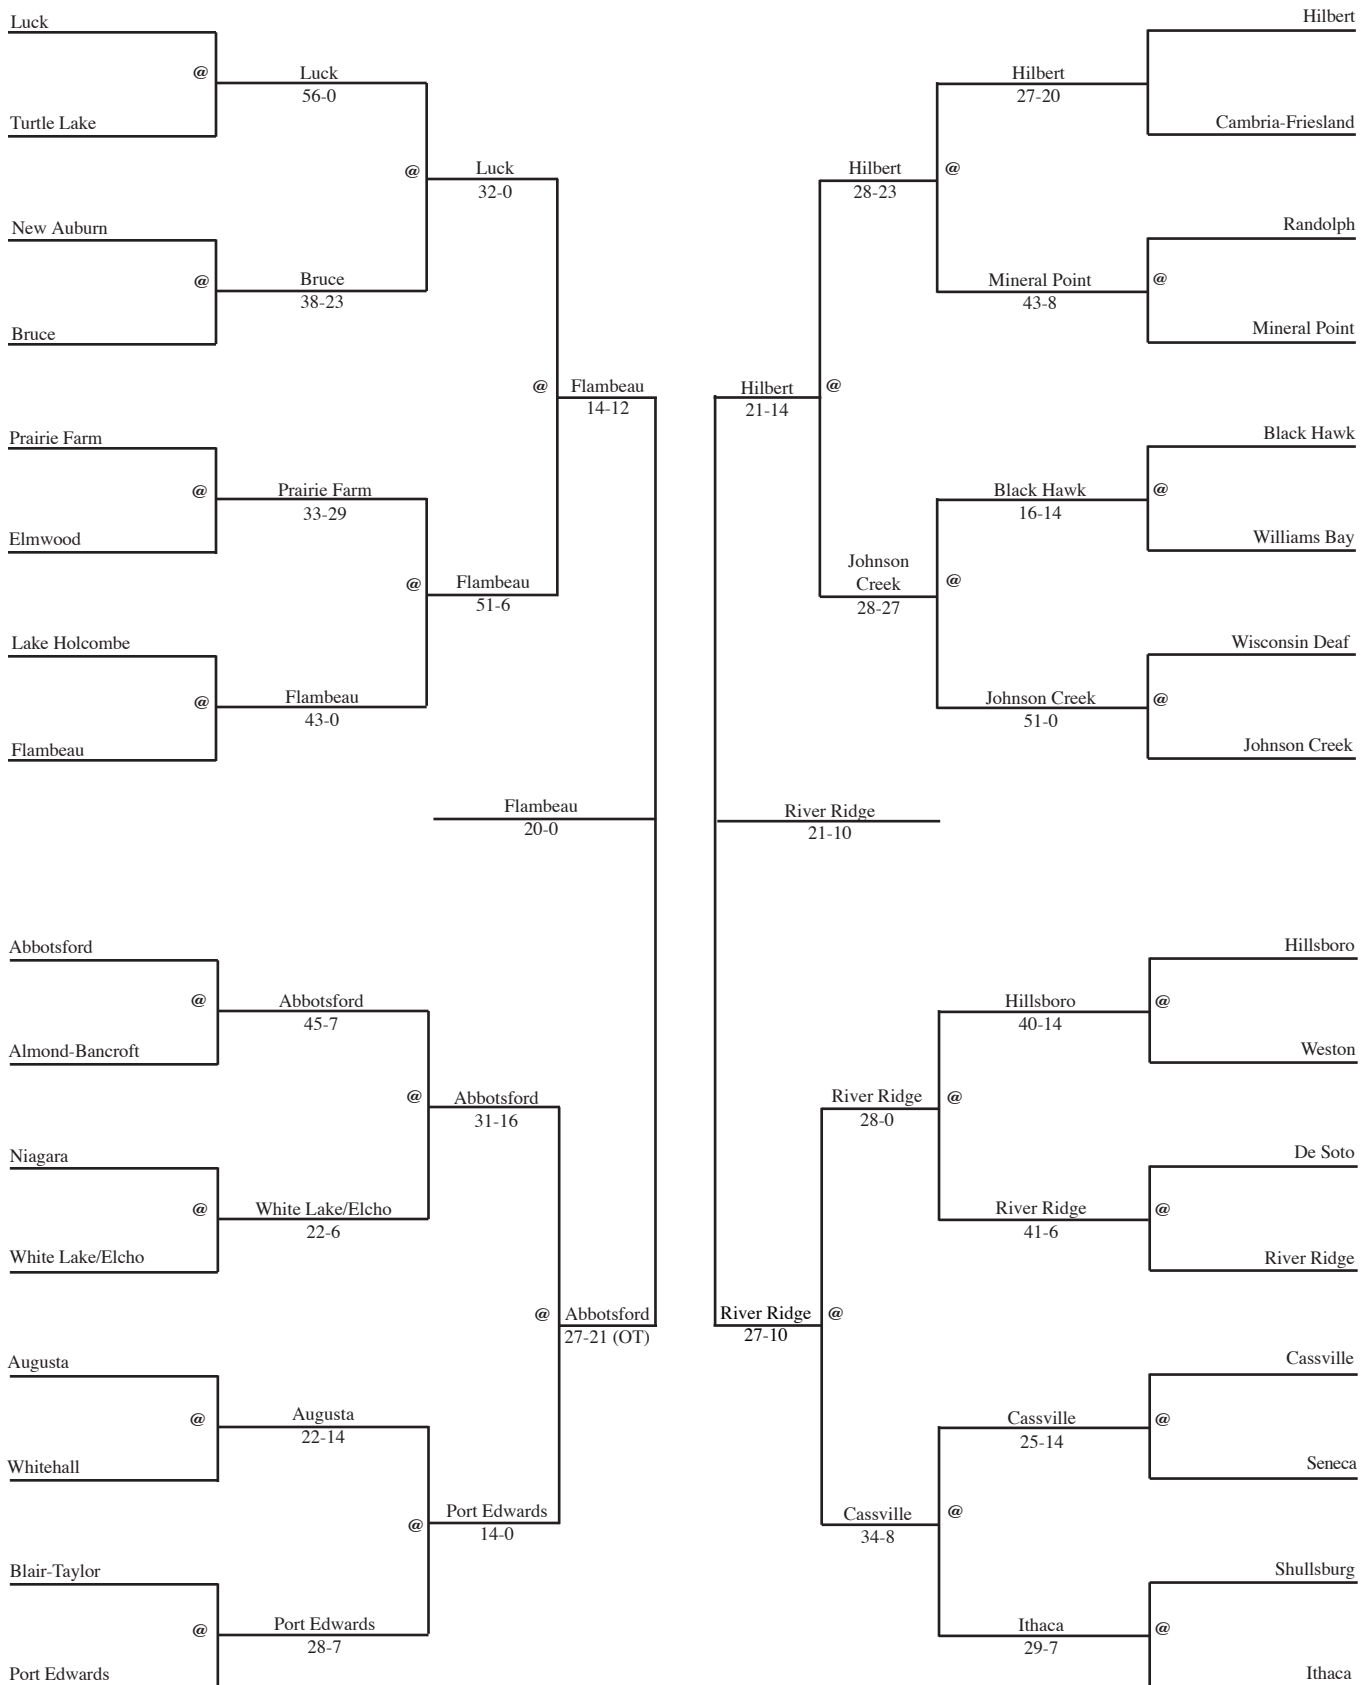 Luck
@
Luck
56-0
Turtle Lake
@
Luck
32-0
New Auburn
@
Bruce
38-23
Bruce
@
Flambeau
14-12
Prairie Farm
@
Prairie Farm
33-29
Elmwood
@
Flambeau
51-6
Lake Holcombe
@
Flambeau
43-0
Flambeau
Flambeau
20-0
Abbotsford
@
Abbotsford
45-7
Almond-Bancroft
@
Abbotsford
31-16
Niagara
@
White Lake/Elcho
22-6
White Lake/Elcho
@
Abbotsford
27-21 (OT)
Augusta
@
Augusta
22-14
Whitehall
@
Port Edwards
14-0
Blair-Taylor
@
Port Edwards
28-7
Port Edwards
Hilbert
Hilbert
27-20
Cambria-Friesland
Hilbert
28-23
@
Randolph
Mineral Point
43-8
@
Mineral Point
Hilbert
21-14
@
Black Hawk
Black Hawk
16-14
@
Williams Bay
Johnson
Creek
28-27
@
Wisconsin Deaf
Johnson Creek
51-0
@
Johnson Creek
River Ridge
21-10
Hillsboro
Hillsboro
40-14
@
Weston
River Ridge
28-0
@
De Soto
River Ridge
41-6
@
River Ridge
River Ridge
27-10
@
Cassville
Cassville
25-14
@
Seneca
Cassville
34-8
@
Shullsburg
Ithaca
29-7
@
Ithaca